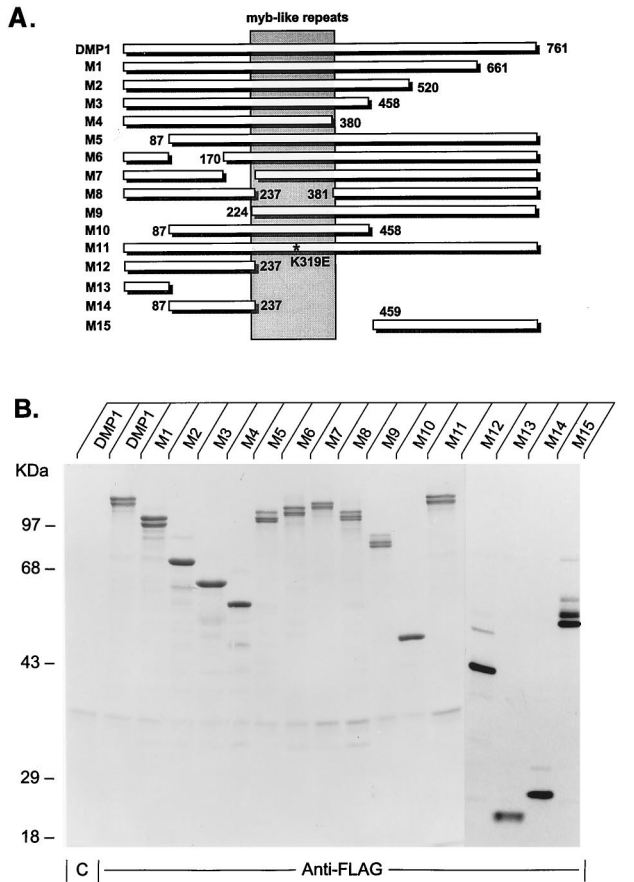 A.
myb-like repeats
DMP1 761
M1 661
M2 520
M3 458
M4 380
M5 87
M6 170
M7
M8 237 381
M9 224
M10 87 458
M11 *
K319E
M12 237
M13
M14 87 237
M15 459
B.
DMP1 DMP1 M1 M2 M3 M4 M5 M6 M7 M8 M9 M10 M11 M12 M13 M14 M15
KDa
97 –
68 –
43 –
29 –
18 –
C Anti-FLAG